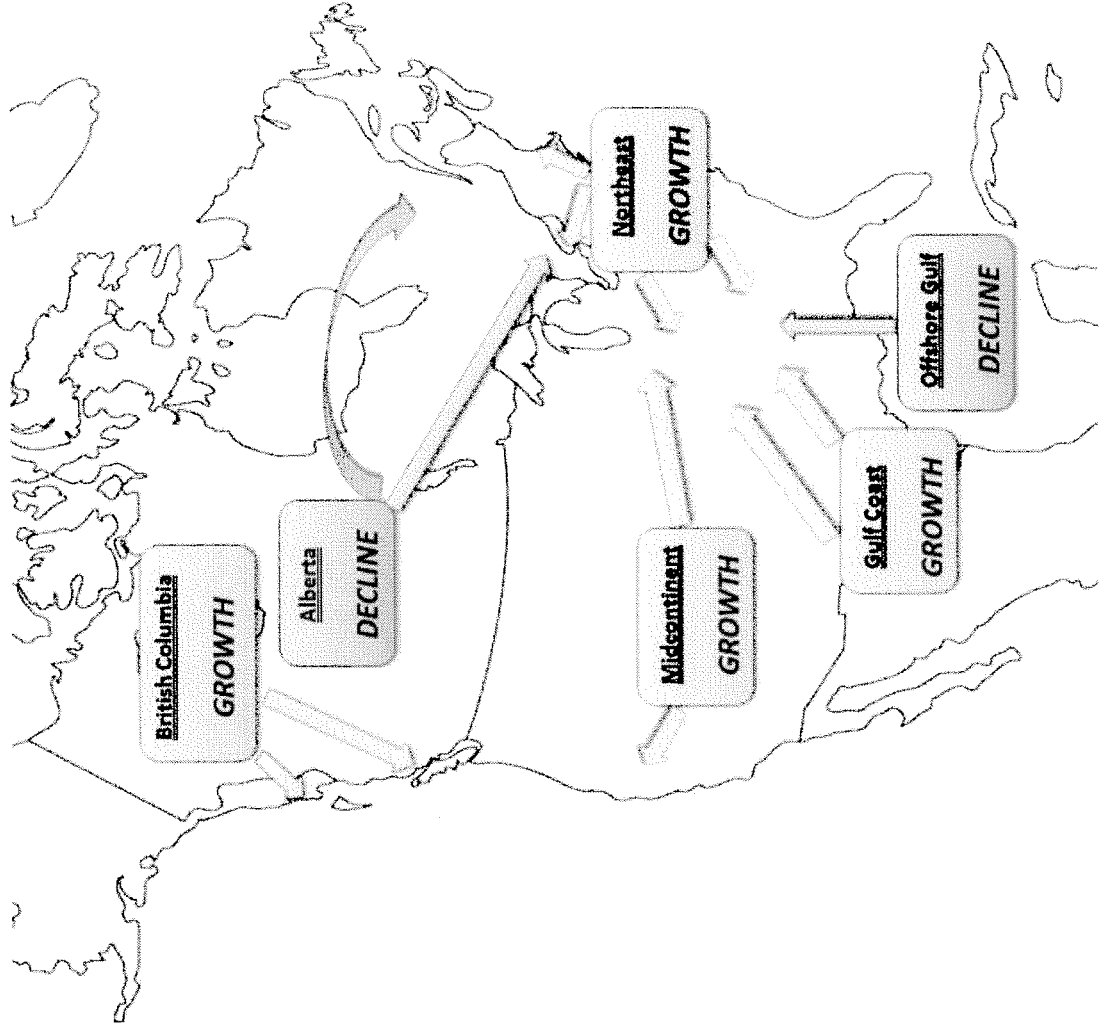 British Columbia
GROWTH
Alberta
DECLINE
Midcontinent
GROWTH
Northeast
GROWTH
Gulf Coast
GROWTH
Offshore Gulf
DECLINE